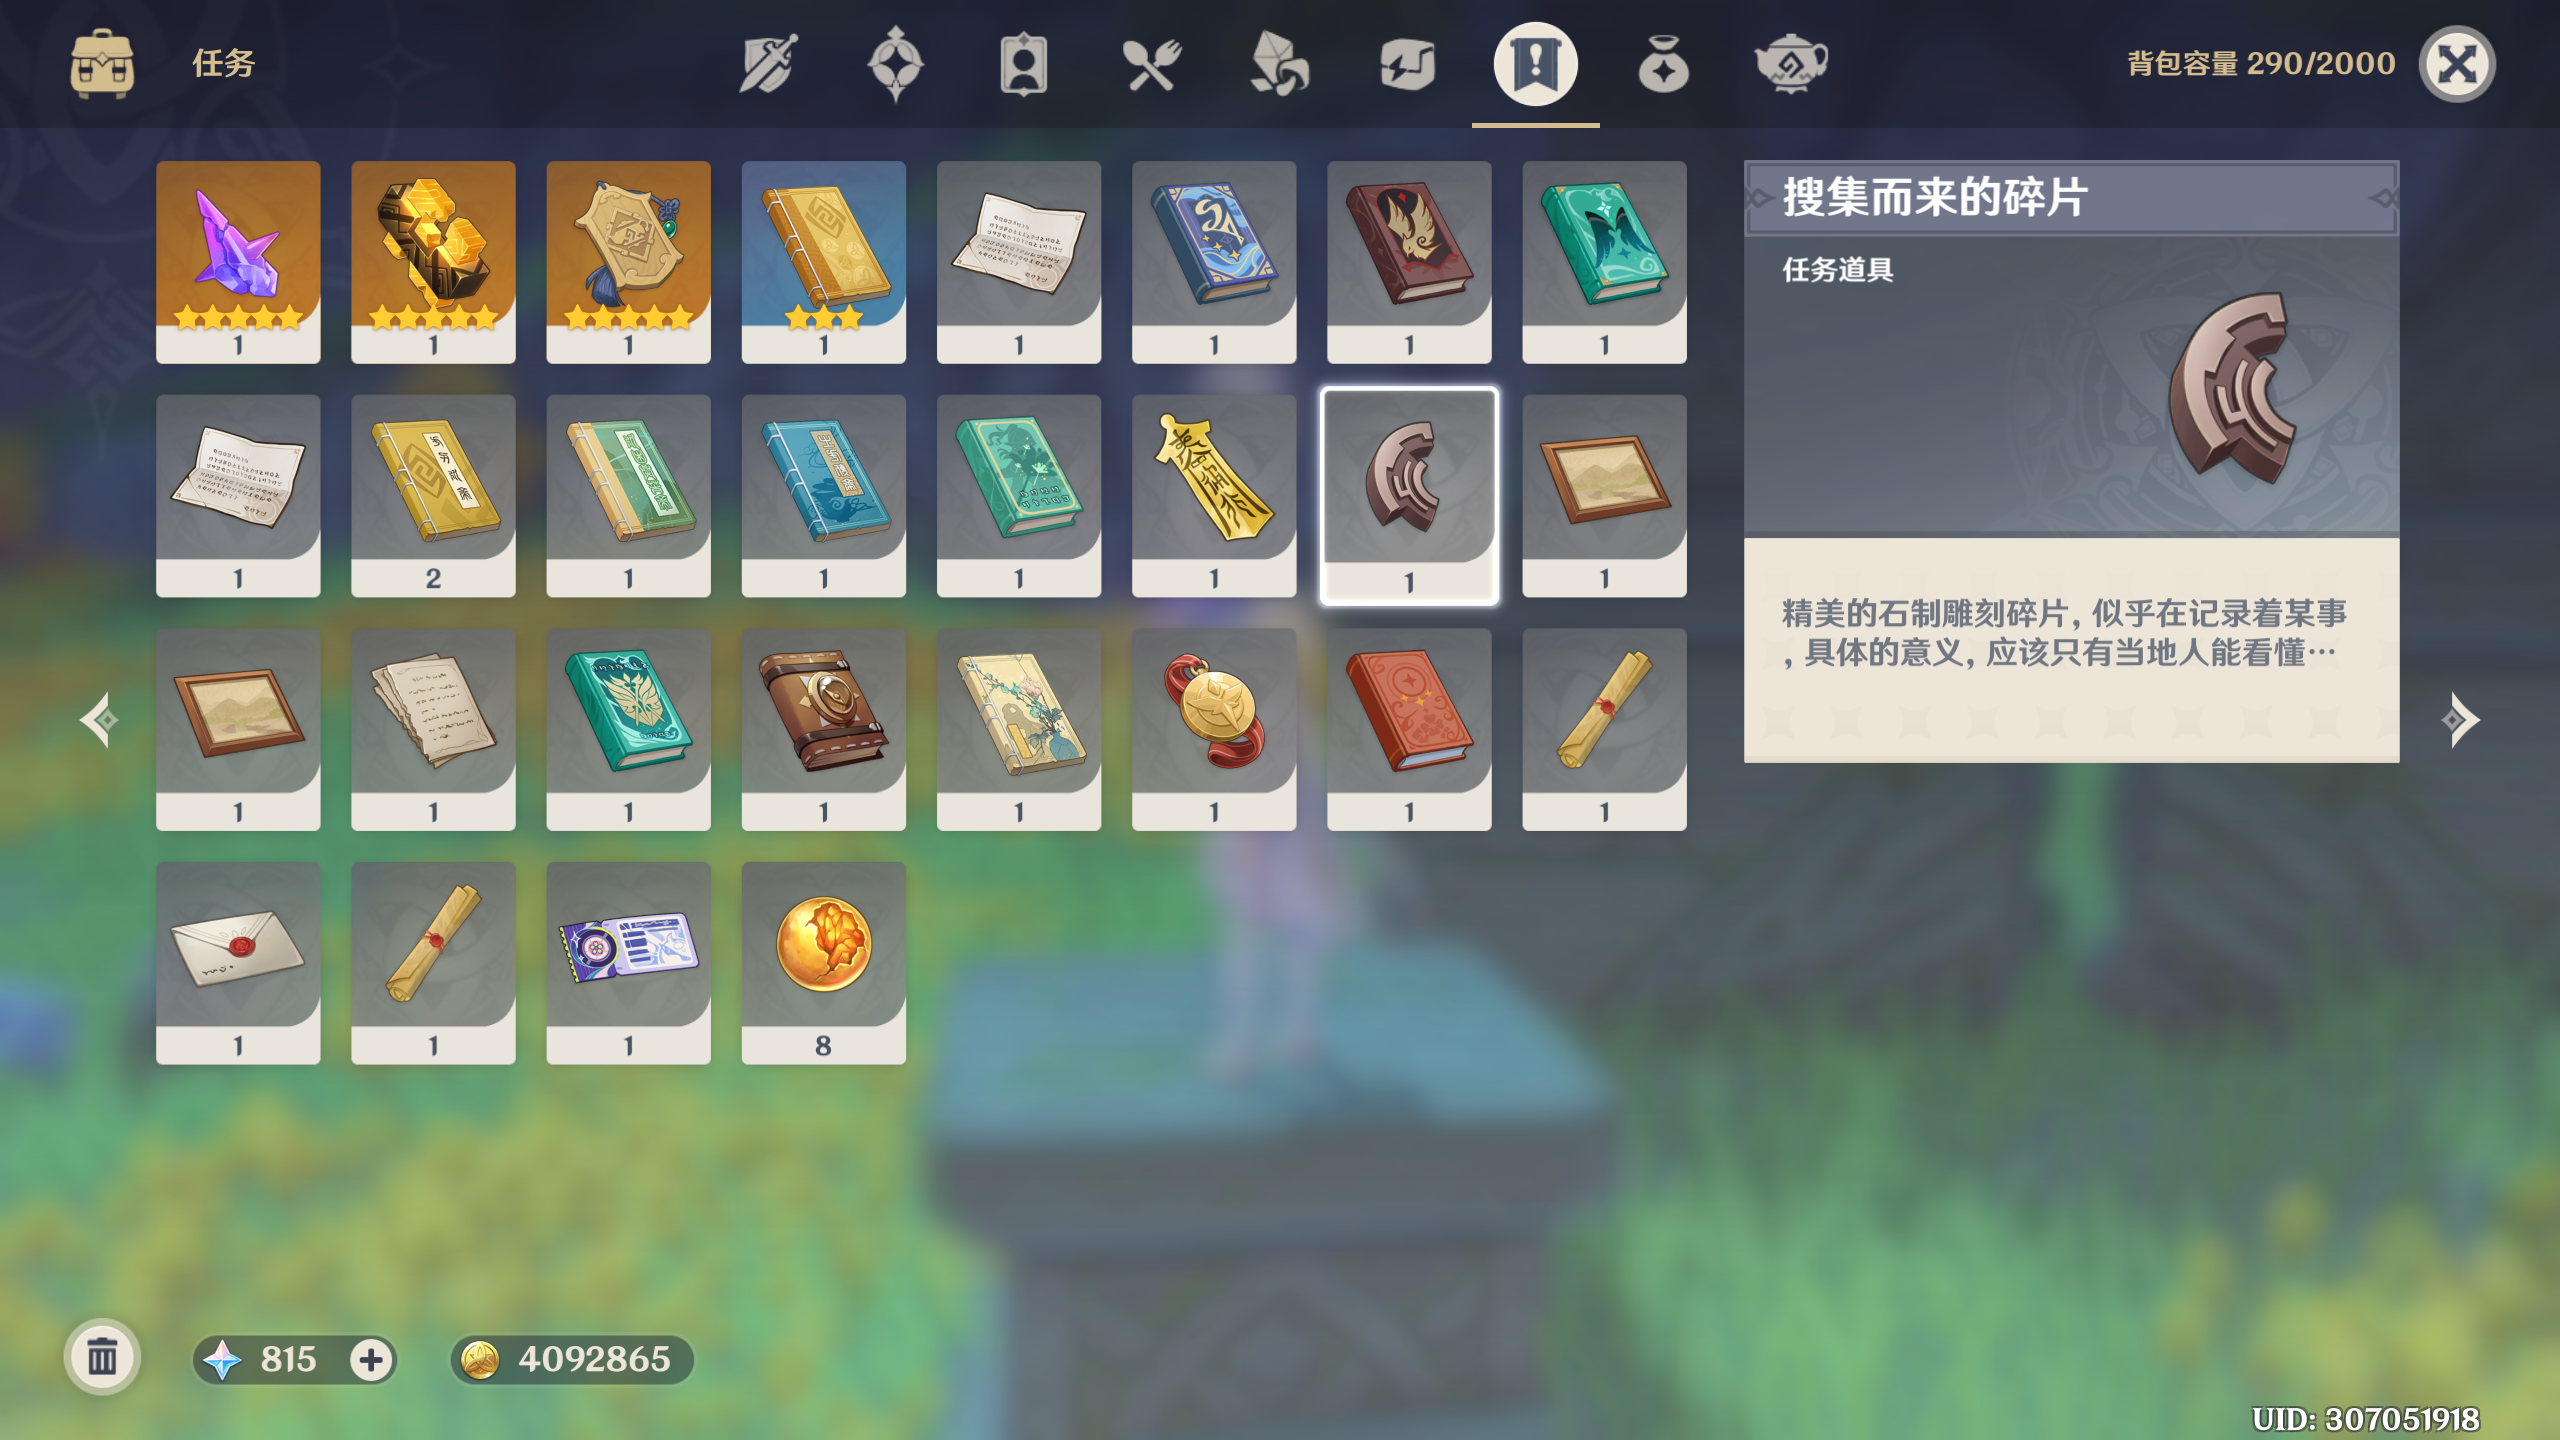 任务
背包容量 290/2000
搜集而来的碎片
任务道具
精美的石制雕刻碎片，似乎在记录着某事
，具体的意义，应该只有当地人能看懂…
1 1 1 1 1 1 1 1
1 2 1 1 1 1 1 1
1 1 1 1 1 1 1 1
1 1 1 8
815
4092865
UID: 307051918